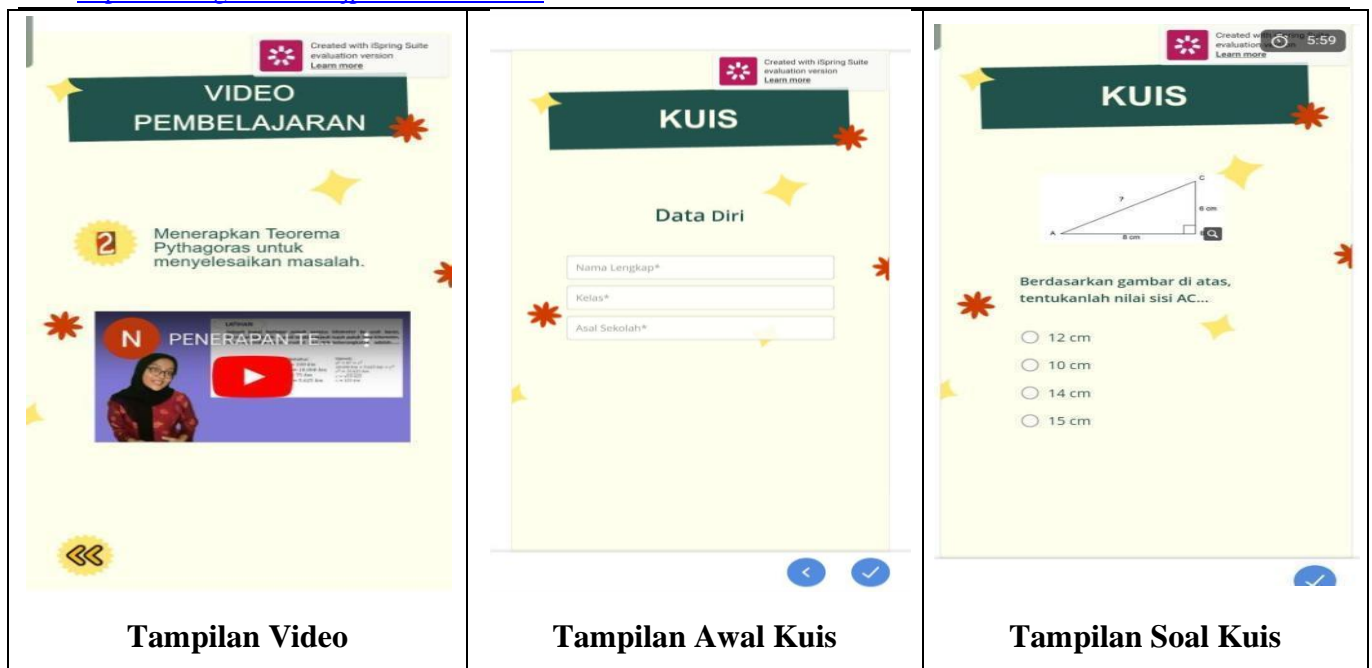 Created with iSpring Suite
evaluation version
Learn more
VIDEO
PEMBELAJARAN
2
Menerapkan Teorema
Pythagoras untuk
menyelesaikan masalah.
N PENERAPAN TE...
LATIHAN
Tampilan Video
Created with iSpring Suite
evaluation version
Learn more
KUIS
Data Diri
Nama Lengkap*
Kelas*
Asal Sekolah*
Tampilan Awal Kuis
Created
evaluation
Learn more
5:59
KUIS
C
?
6 cm
A
8 cm
Berdasarkan gambar di atas,
tentukanlah nilai sisi AC...
12 cm
10 cm
14 cm
15 cm
Tampilan Soal Kuis